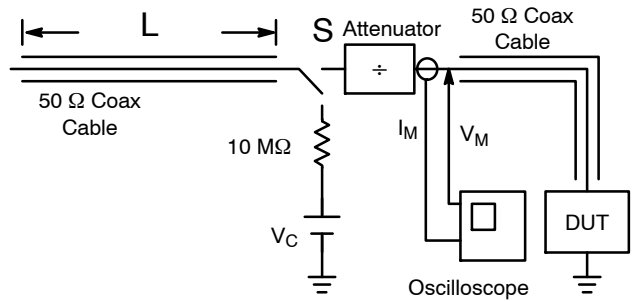 L
S
Attenuator
÷
50 Ω Coax
Cable
50 Ω Coax
Cable
10 MΩ
I_M
V_M
V_C
DUT
Oscilloscope